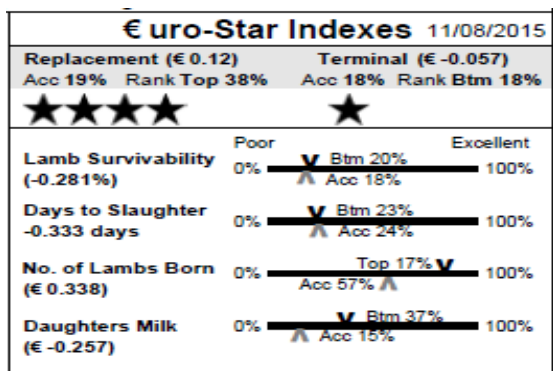 €uro-Star Indexes 11/08/2015
Replacement (€ 0.12) Terminal (€ -0.057)
Acc 19% Rank Top 38% Acc 18% Rank Btm 18%
Poor Excellent
Lamb Survivability 0% Btm 20% 100%
(-0.281%) Acc 18%
Days to Slaughter 0% Btm 23% 100%
-0.333 days Acc 24%
No. of Lambs Born 0% Top 17% 100%
(€ 0.338) Acc 57%
Daughters Milk 0% Btm 37% 100%
(€ -0.257) Acc 15%